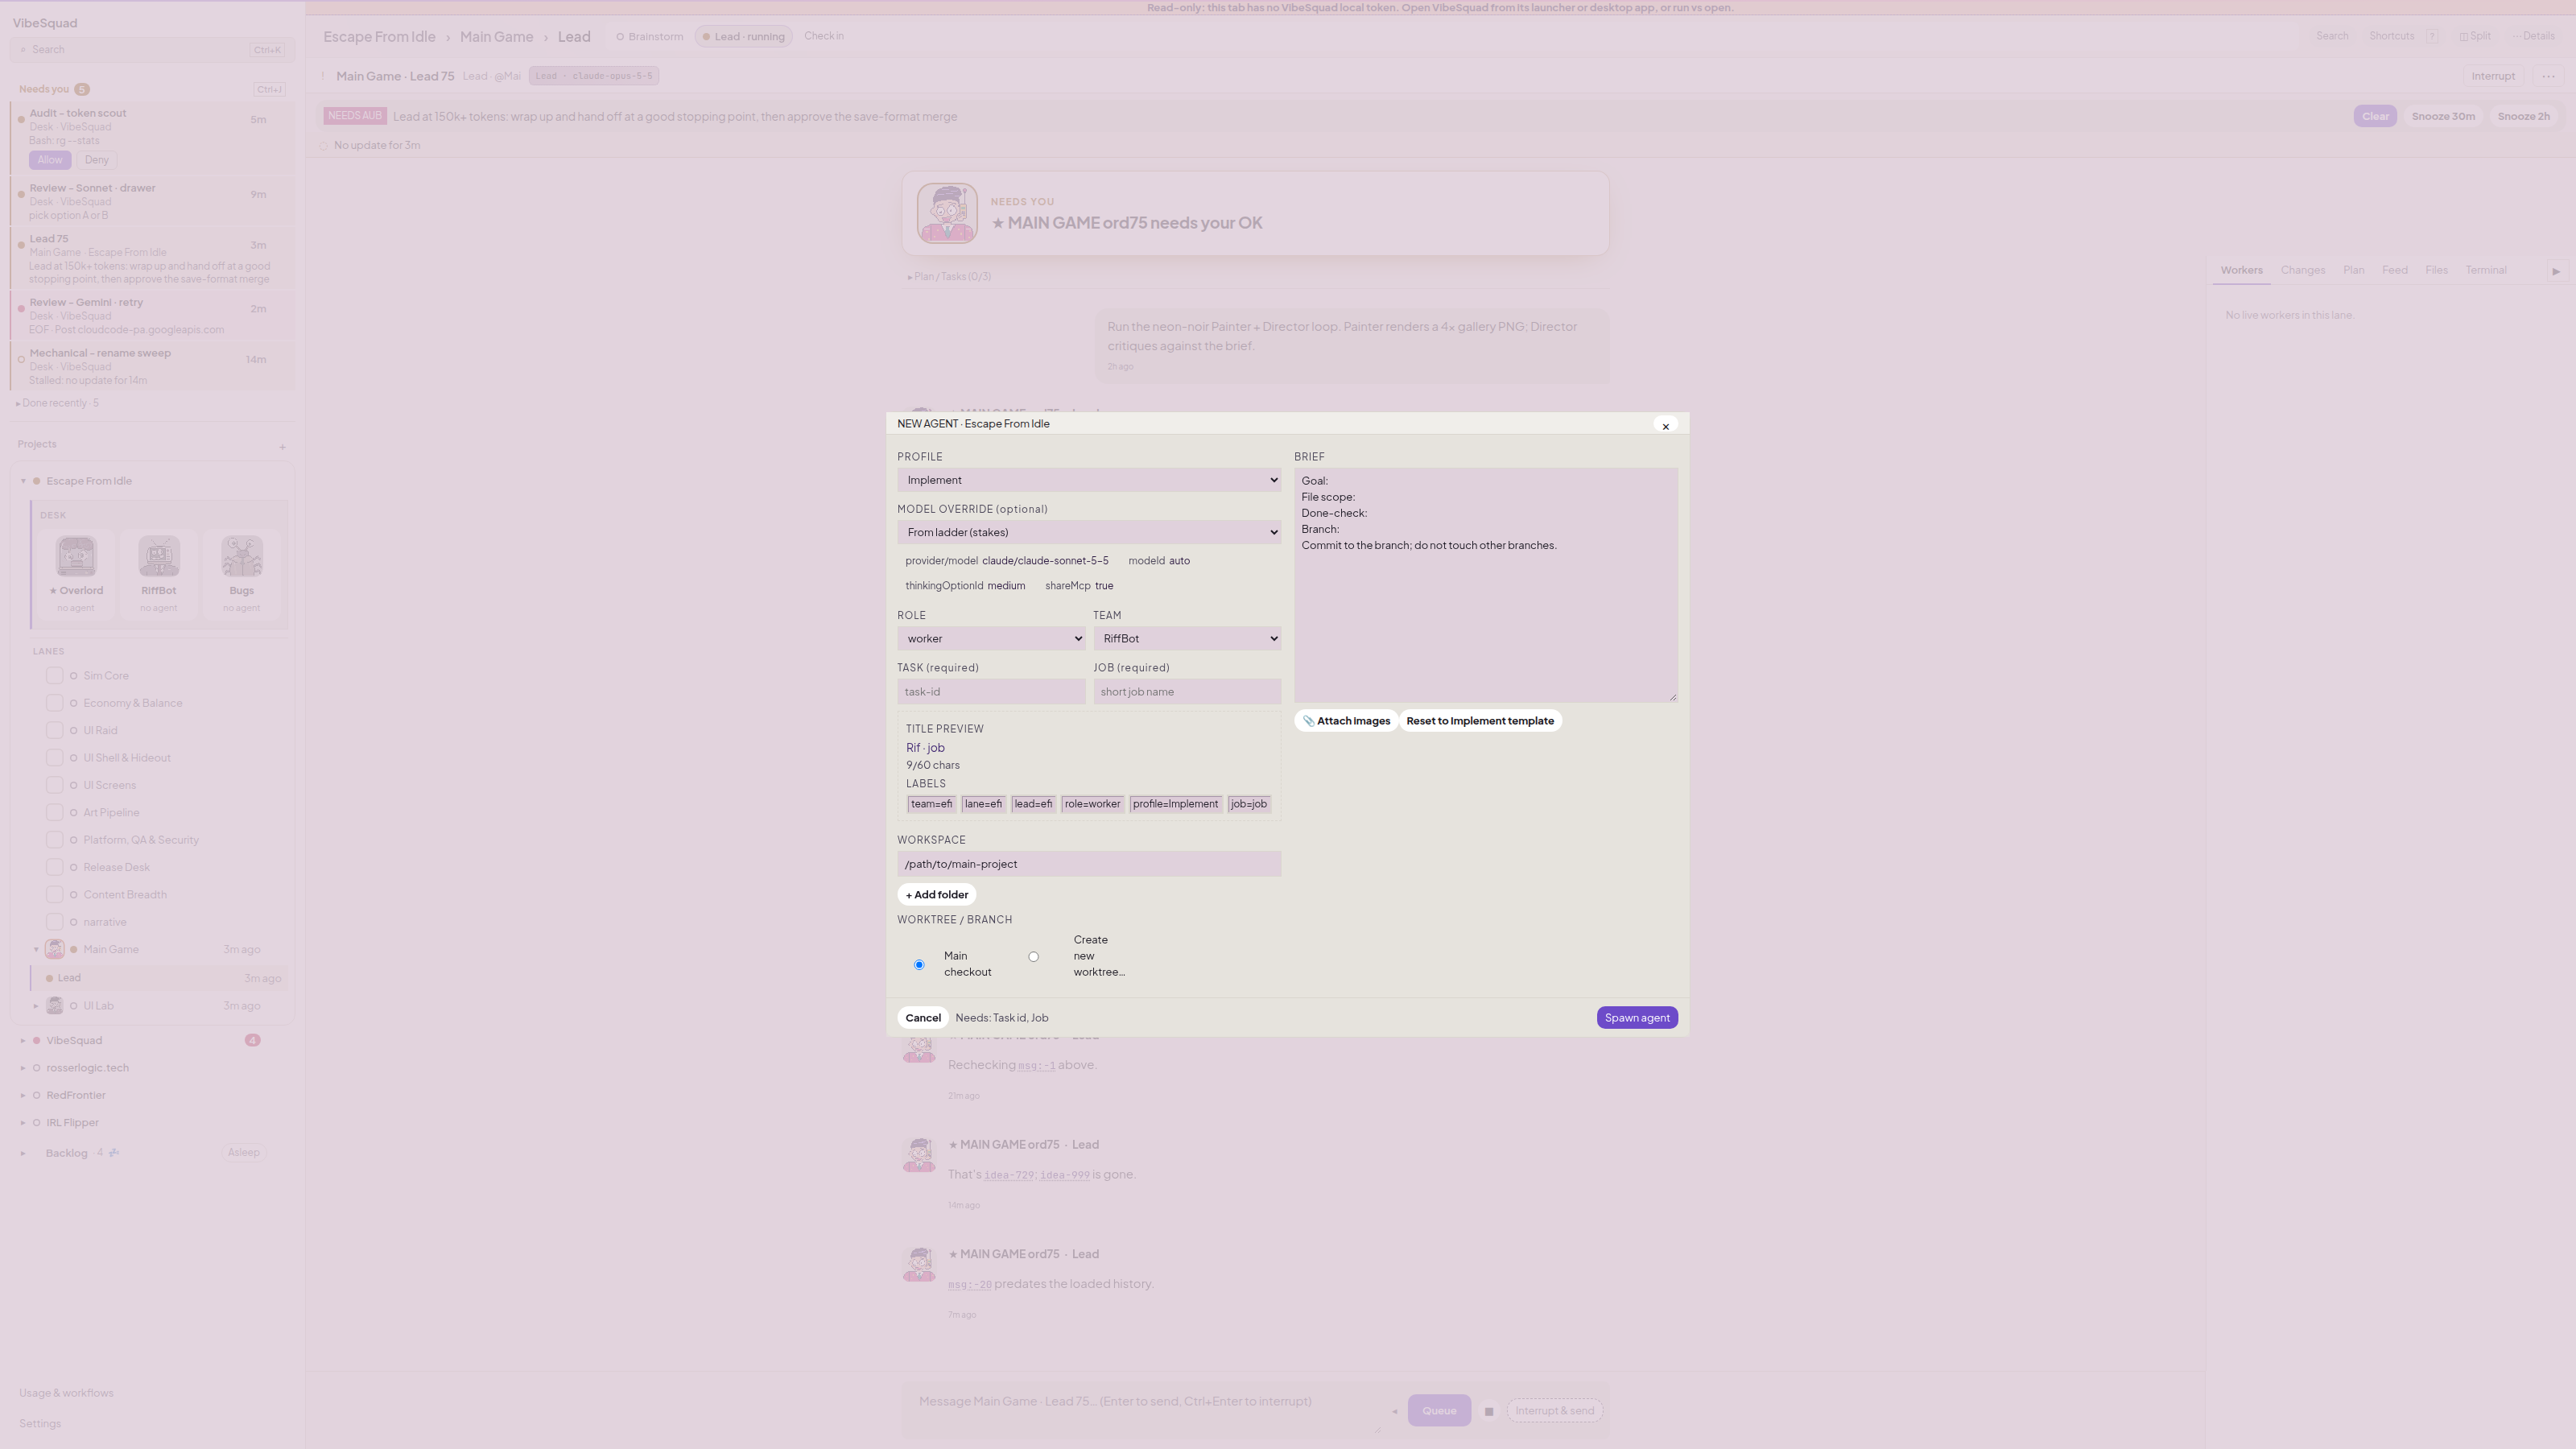 VibeSquad
Search Ctrl+K
Needs you 5 Ctrl+J
Audit – token scout 5m
Desk · VibeSquad
Bash: rg --stats
Allow Deny
Review – Sonnet · drawer 9m
Desk · VibeSquad
pick option A or B
Lead 75 3m
Main Game · Escape From Idle
Lead at 150k+ tokens: wrap up and hand off at a good
stopping point, then approve the save-format merge
Review – Gemini · retry 2m
Desk · VibeSquad
EOF · Post cloudcode-pa.googleapis.com
Mechanical – rename sweep 14m
Desk · VibeSquad
Stalled: no update for 14m
▸ Done recently · 5
Projects +
Escape From Idle
DESK
★ Overlord RiffBot Bugs
no agent no agent no agent
LANES
Sim Core
Economy & Balance
UI Raid
UI Shell & Hideout
UI Screens
Art Pipeline
Platform, QA & Security
Release Desk
Content Breadth
narrative
Main Game 3m ago
Lead 3m ago
UI Lab 3m ago
VibeSquad 4
rosserlogic.tech
RedFrontier
IRL Flipper
Backlog · 4 💤 Asleep
Usage & workflows
Settings
Read-only: this tab has no VibeSquad local token. Open VibeSquad from its launcher or desktop app, or run vs open.
Escape From Idle › Main Game › Lead Brainstorm Lead · running Check in
Search Shortcuts ? Split ··· Details
! Main Game · Lead 75 Lead · @Mai Lead · claude-opus-5-5 Interrupt ···
NEEDS AUB Lead at 150k+ tokens: wrap up and hand off at a good stopping point, then approve the save-format merge Clear Snooze 30m Snooze 2h
No update for 3m
NEEDS YOU
★ MAIN GAME ord75 needs your OK
▸ Plan / Tasks (0/3)
Run the neon-noir Painter + Director loop. Painter renders a 4× gallery PNG; Director
critiques against the brief.
2h ago
NEW AGENT · Escape From Idle ×
PROFILE
Implement
MODEL OVERRIDE (optional)
From ladder (stakes)
provider/model claude/claude-sonnet-5-5 modeId auto
thinkingOptionId medium shareMcp true
ROLE TEAM
worker RiffBot
TASK (required) JOB (required)
task-id short job name
TITLE PREVIEW
Rif · job
9/60 chars
LABELS
team=efi lane=efi lead=efi role=worker profile=Implement job=job
WORKSPACE
/path/to/main-project
+ Add folder
WORKTREE / BRANCH
Main
checkout
Create
new
worktree…
BRIEF
Goal:
File scope:
Done-check:
Branch:
Commit to the branch; do not touch other branches.
📎 Attach images Reset to Implement template
Cancel Needs: Task id, Job Spawn agent
Rechecking msg:-1 above.
21m ago
★ MAIN GAME ord75 · Lead
That's idea-729; idea-999 is gone.
14m ago
★ MAIN GAME ord75 · Lead
msg:-20 predates the loaded history.
7m ago
Message Main Game · Lead 75… (Enter to send, Ctrl+Enter to interrupt) Queue Interrupt & send
Workers Changes Plan Feed Files Terminal
No live workers in this lane.